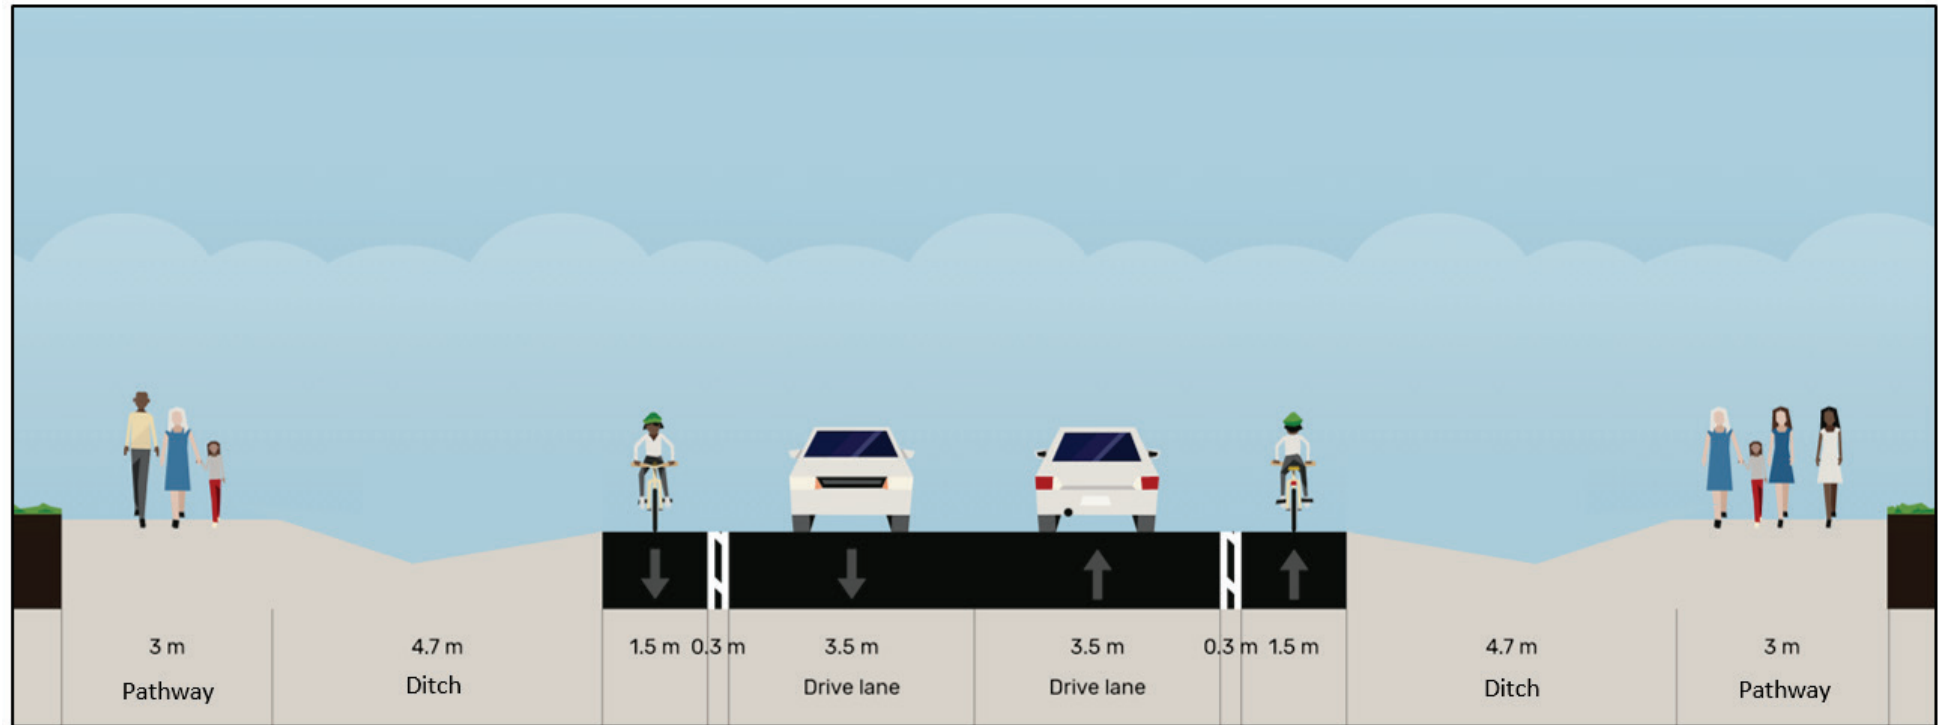 3 m 4.7 m 1.5 m 0.3 m 3.5 m 3.5 m 0.3 m 1.5 m 4.7 m 3 m
Pathway Ditch Drive lane Drive lane Ditch Pathway